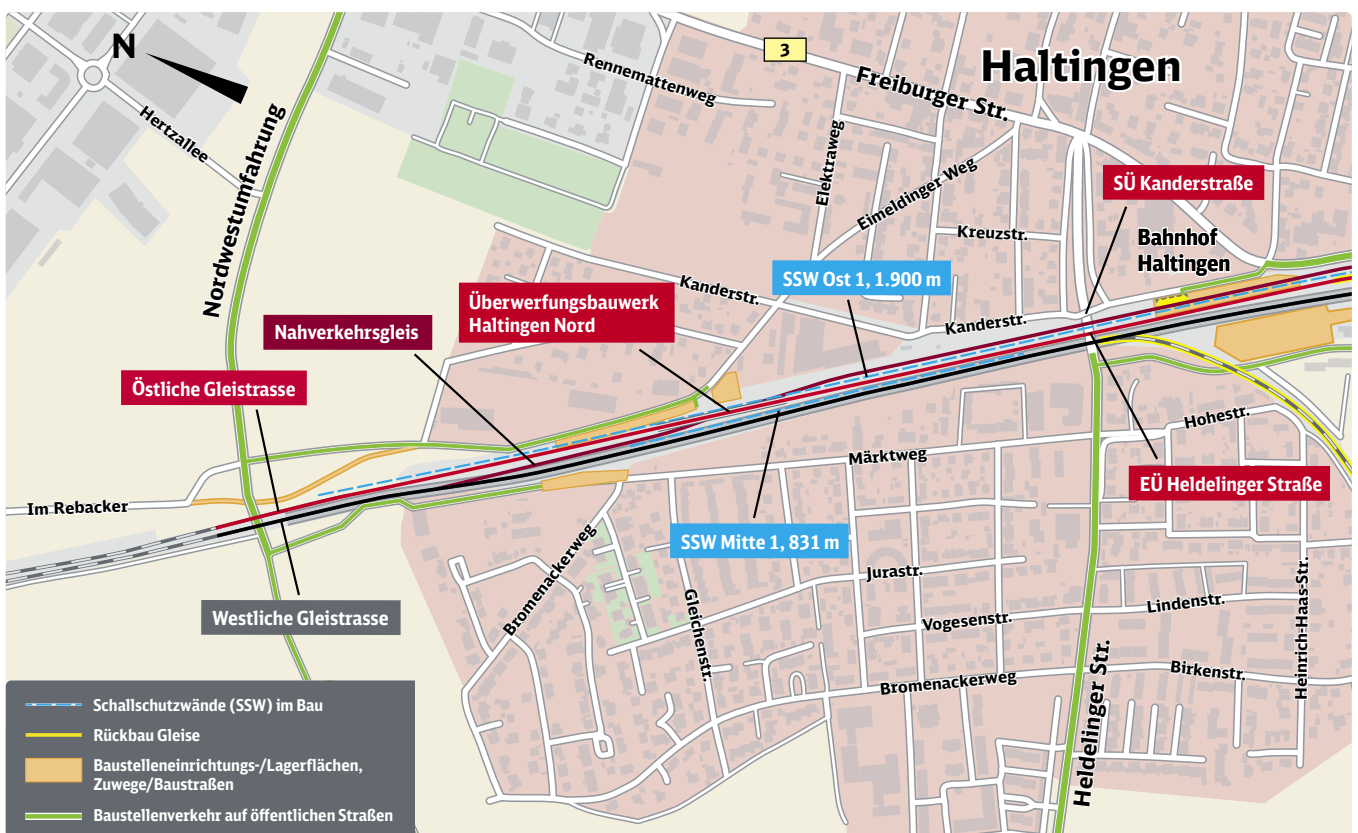 N
3
Haltingen
Rennemattenweg
Freiburger Str.
Hertzallee
Nordwestumfahrung
Elektraweg
Eimeldinger Weg
SÜ Kanderstraße
Kreuzstr.
Bahnhof
Haltingen
Kanderstr.
SSW Ost 1, 1.900 m
Überwerfungsbauwerk
Haltingen Nord
Kanderstr.
Nahverkehrsgleis
Östliche Gleistrasse
Hohestr.
Märktweg
EÜ Heldelinger Straße
Im Rebacker
SSW Mitte 1, 831 m
Bromenackerweg
Jurastr.
Gleichenstr.
Westliche Gleistrasse
Lindenstr.
Vogesenstr.
Heinrich-Haas-Str.
Birkenstr.
Bromenackerweg
Heldelinger Str.
Schallschutzwände (SSW) im Bau
Rückbau Gleise
Baustelleneinrichtungs-/Lagerflächen,
Zuwege/Baustraßen
Baustellenverkehr auf öffentlichen Straßen